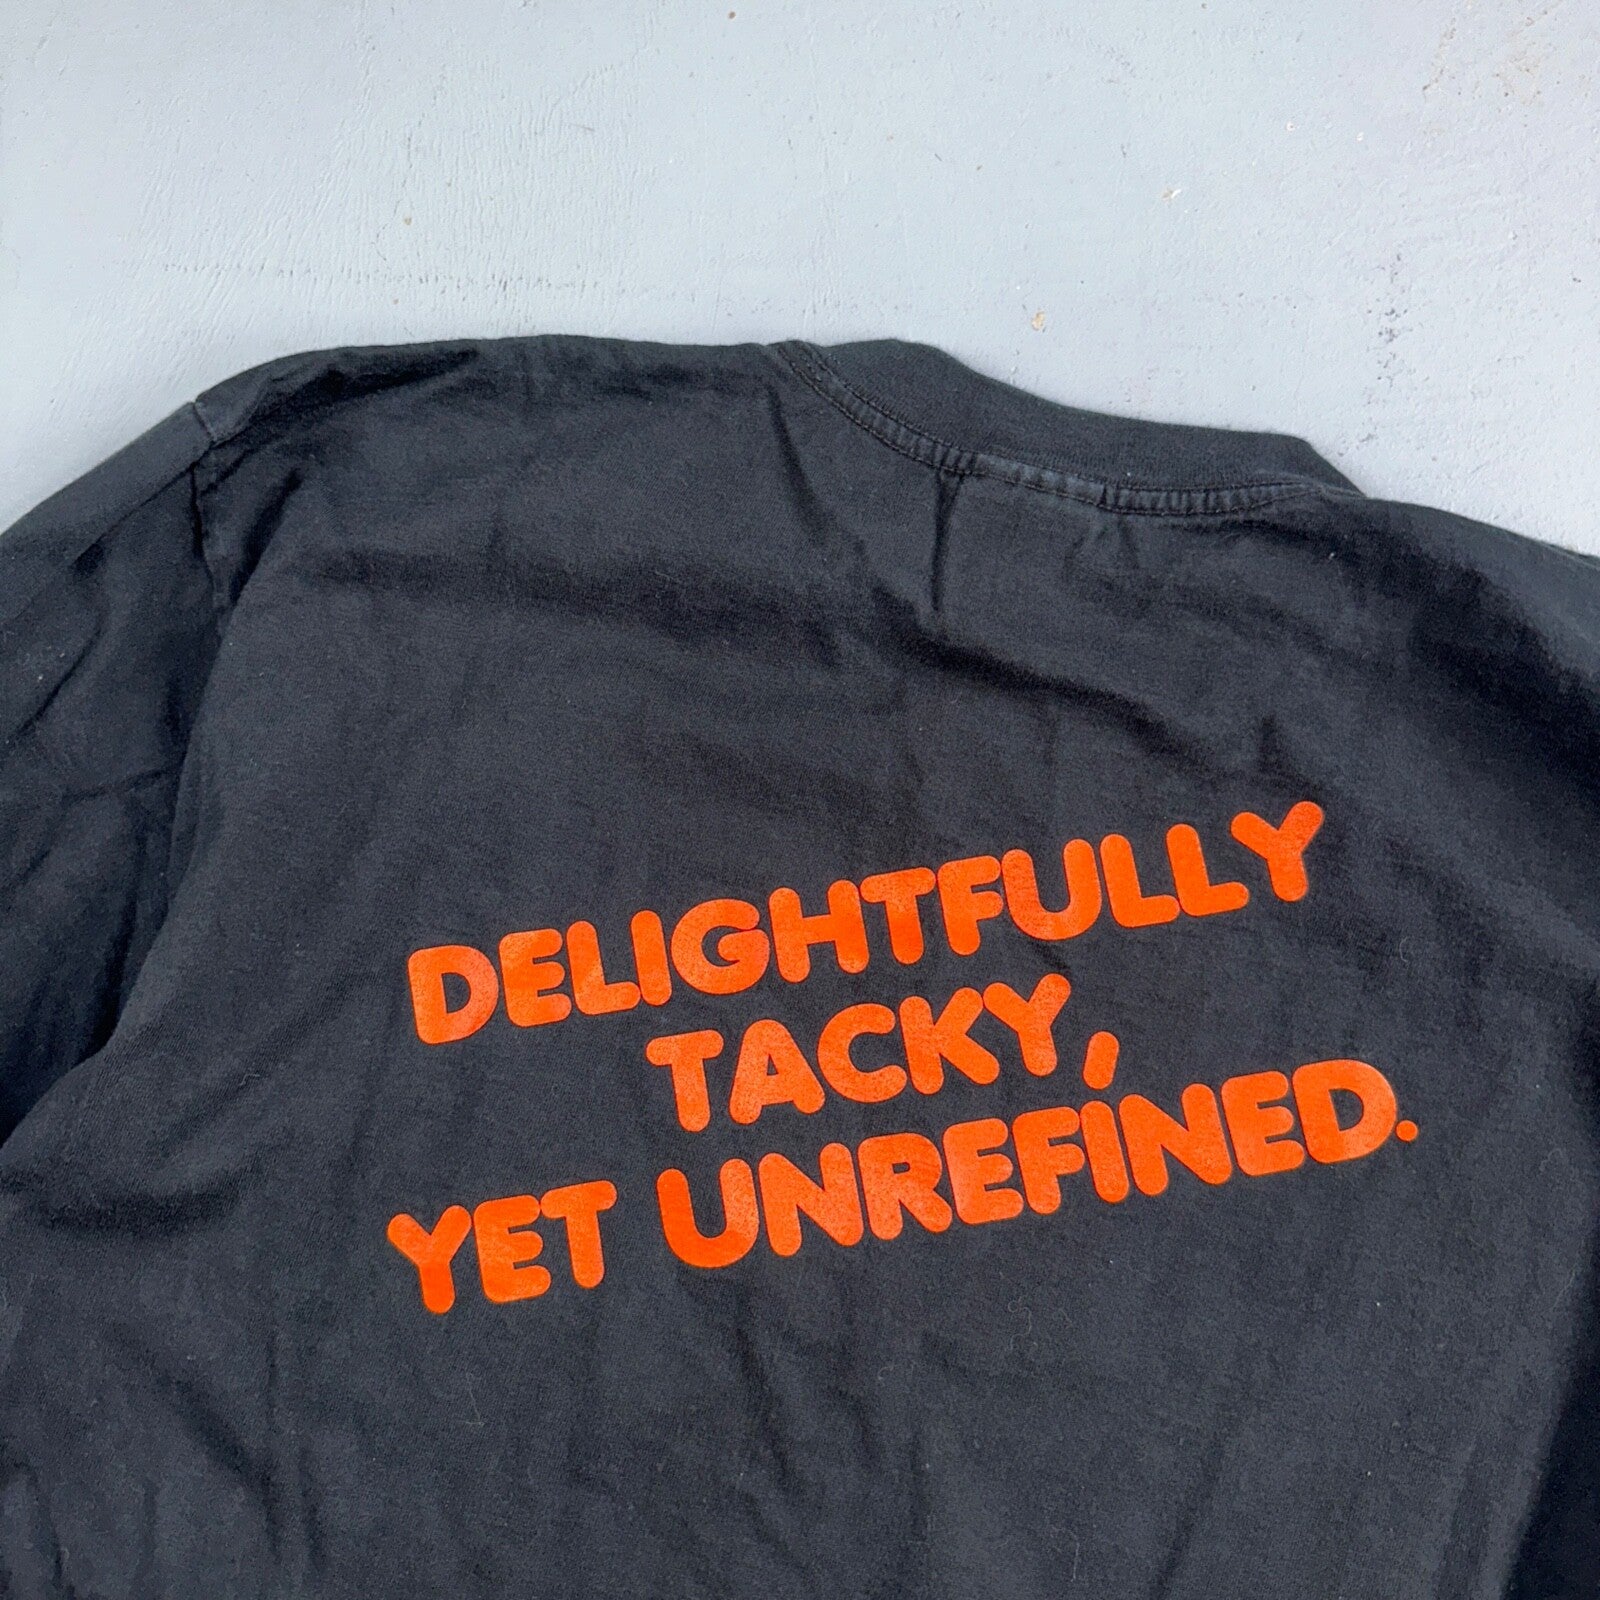 DELIGHTFULLY
TACKY,
YET UNREFINED.